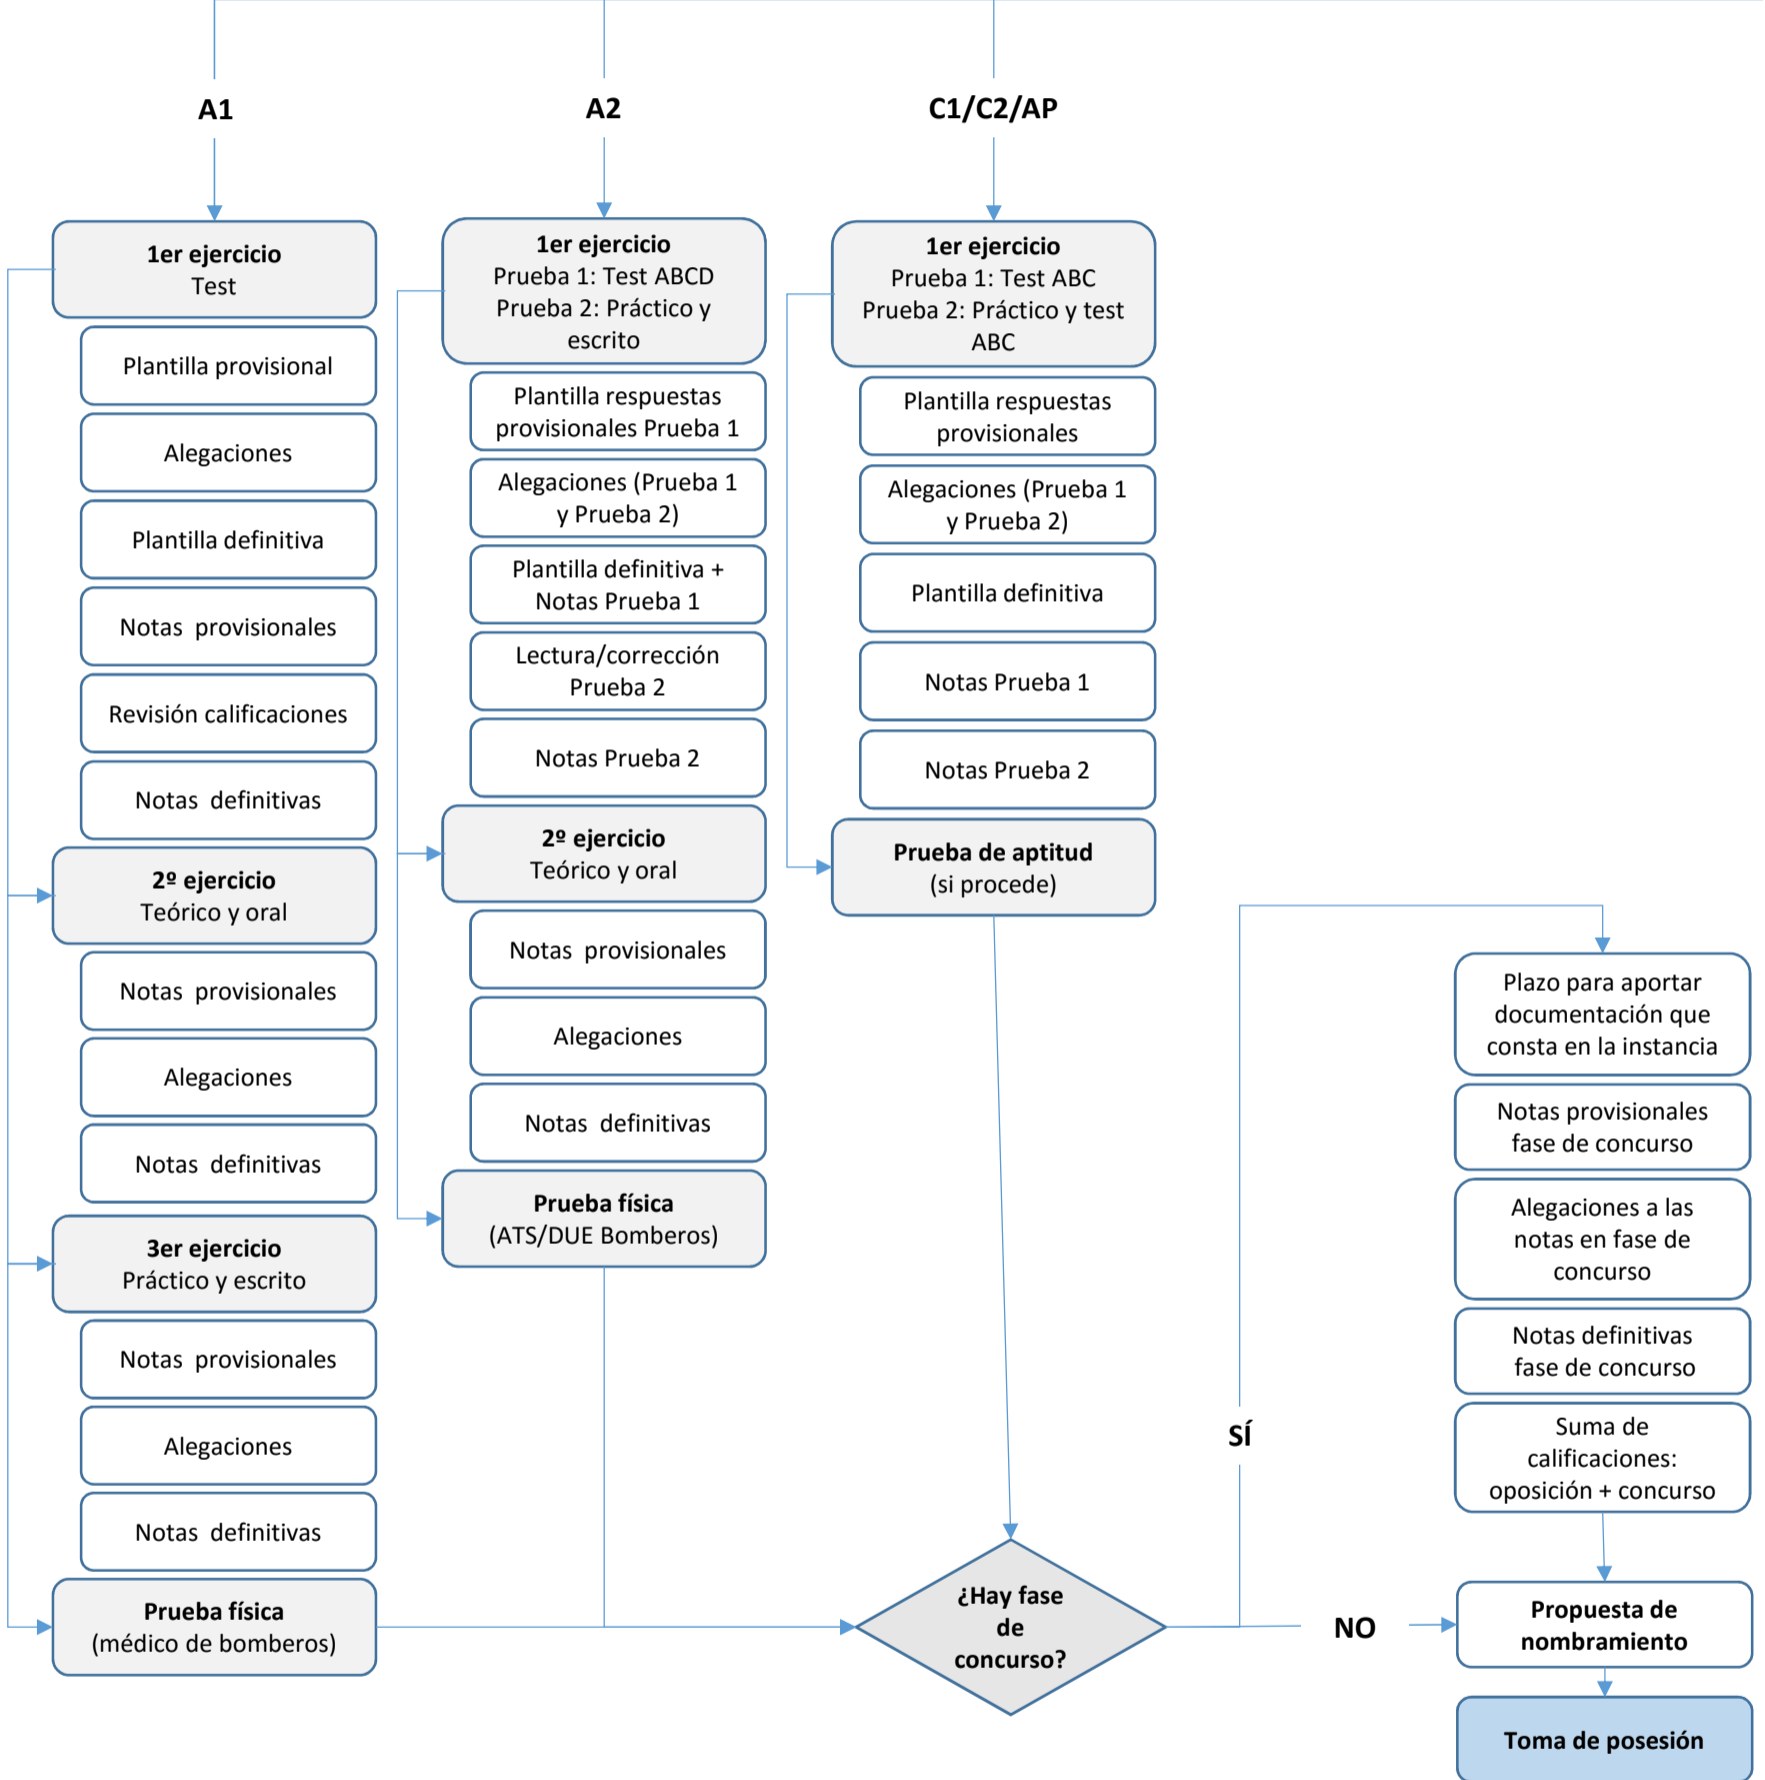 A1
A2
C1/C2/AP
1er ejercicio
Test
Plantilla provisional
Alegaciones
Plantilla definitiva
Notas provisionales
Revisión calificaciones
Notas definitivas
2º ejercicio
Teórico y oral
Notas provisionales
Alegaciones
Notas definitivas
3er ejercicio
Práctico y escrito
Notas provisionales
Alegaciones
Notas definitivas
Prueba física
(médico de bomberos)
1er ejercicio
Prueba 1: Test ABCD
Prueba 2: Práctico y
escrito
Plantilla respuestas
provisionales Prueba 1
Alegaciones (Prueba 1
y Prueba 2)
Plantilla definitiva +
Notas Prueba 1
Lectura/corrección
Prueba 2
Notas Prueba 2
2º ejercicio
Teórico y oral
Notas provisionales
Alegaciones
Notas definitivas
Prueba física
(ATS/DUE Bomberos)
1er ejercicio
Prueba 1: Test ABC
Prueba 2: Práctico y test
ABC
Plantilla respuestas
provisionales
Alegaciones (Prueba 1
y Prueba 2)
Plantilla definitiva
Notas Prueba 1
Notas Prueba 2
Prueba de aptitud
(si procede)
¿Hay fase
de
concurso?
SÍ
NO
Plazo para aportar
documentación que
consta en la instancia
Notas provisionales
fase de concurso
Alegaciones a las
notas en fase de
concurso
Notas definitivas
fase de concurso
Suma de
calificaciones:
oposición + concurso
Propuesta de
nombramiento
Toma de posesión